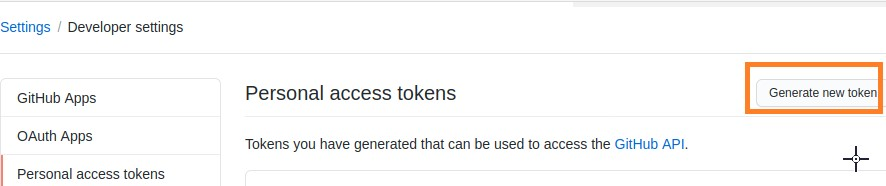 Settings / Developer settings
GitHub Apps
OAuth Apps
Personal access tokens
Personal access tokens
Generate new token
Tokens you have generated that can be used to access the GitHub API.